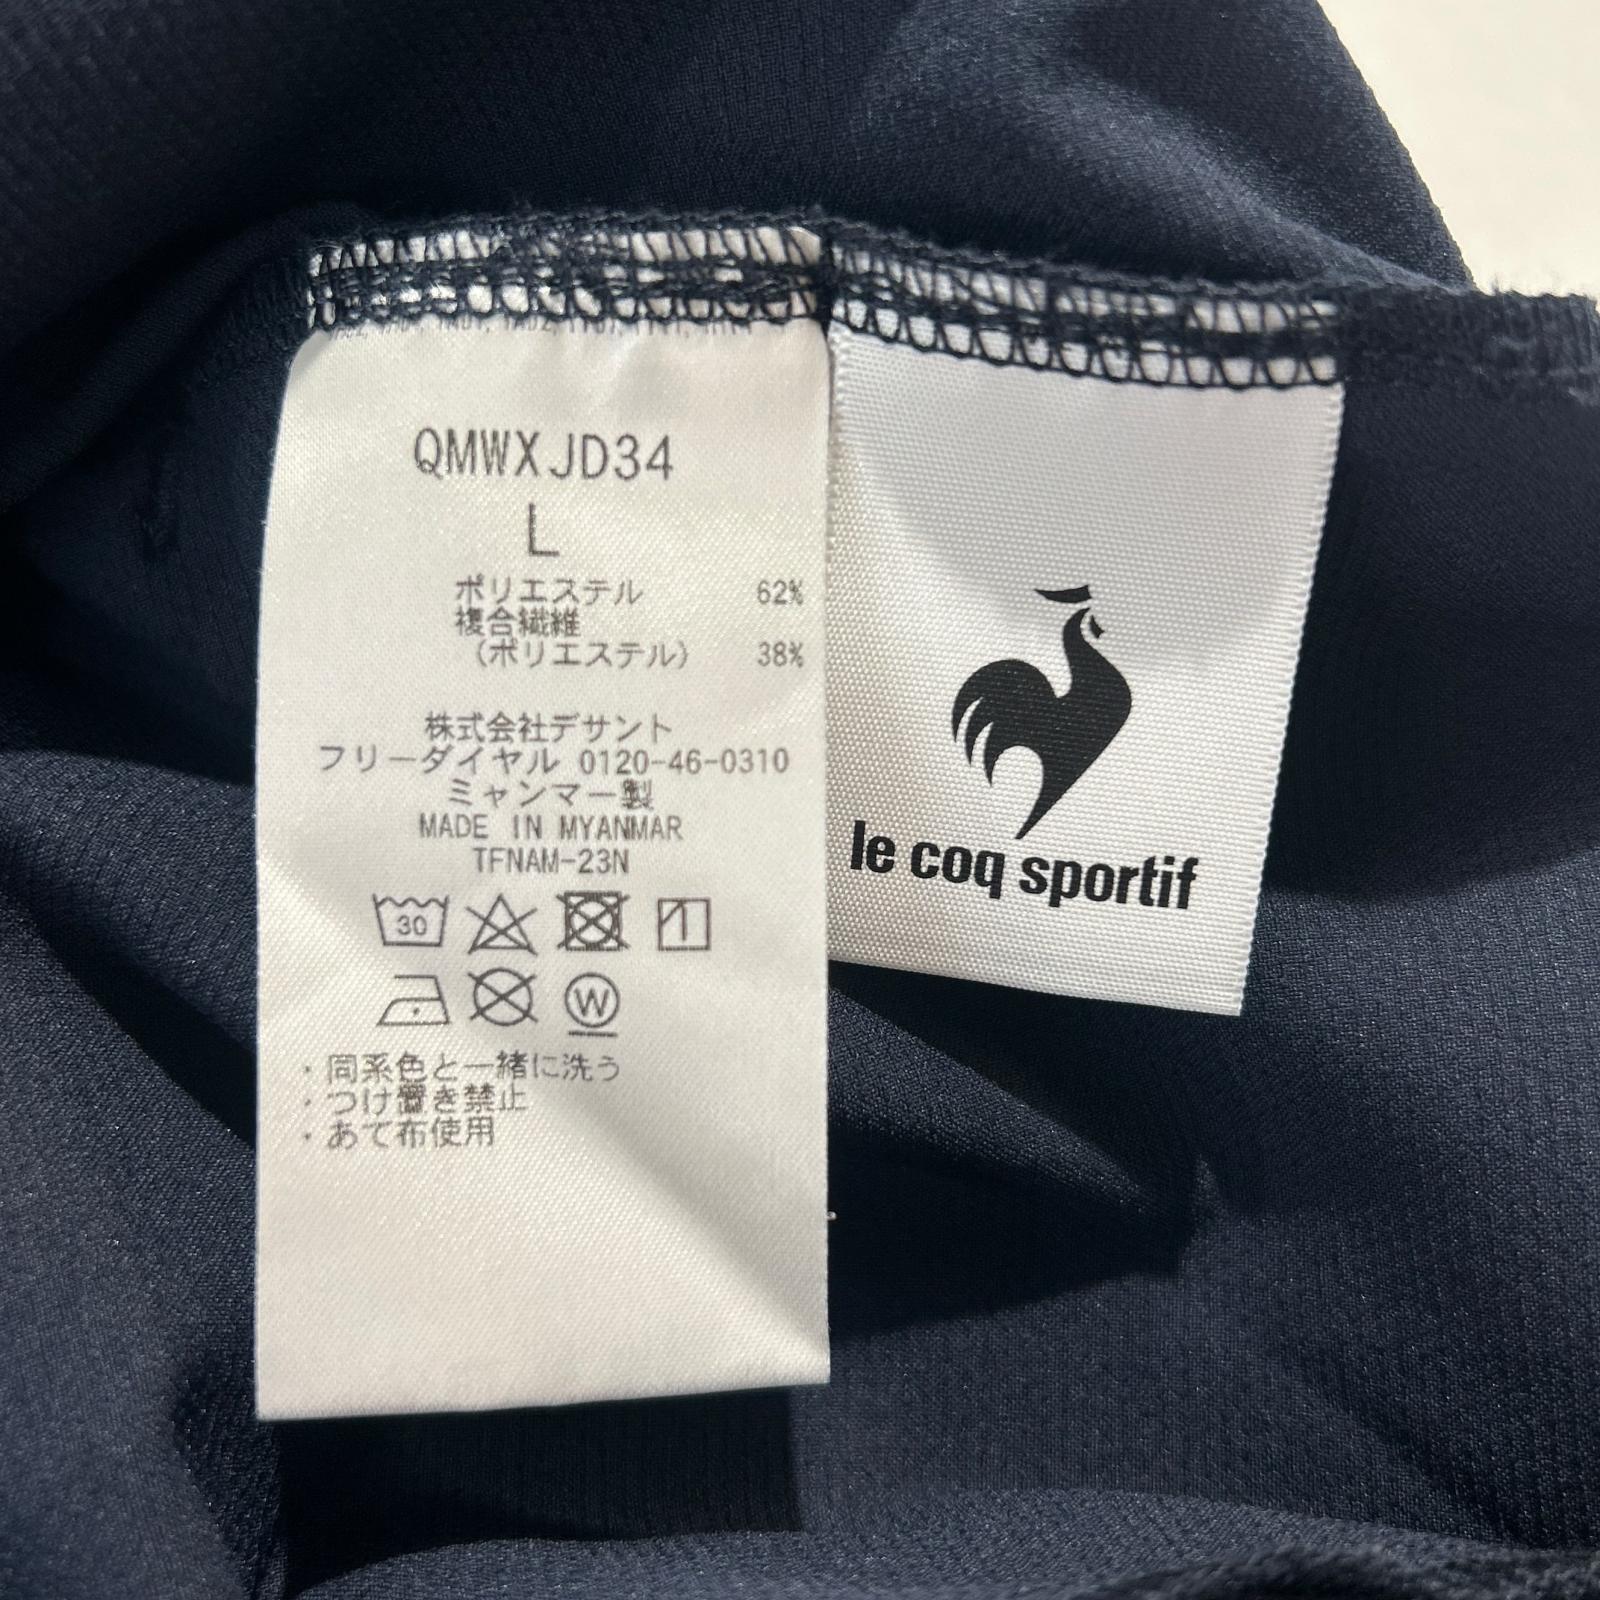 QMWXJD34
L
ポリエステル 62%
複合繊維
(ポリエステル) 38%
株式会社デサント
フリーダイヤル 0120-46-0310
ミャンマー製
MADE IN MYANMAR
TFNAM-23N
30
W
・同系色と一緒に洗う
・つけ置き禁止
・あて布使用
le coq sportif